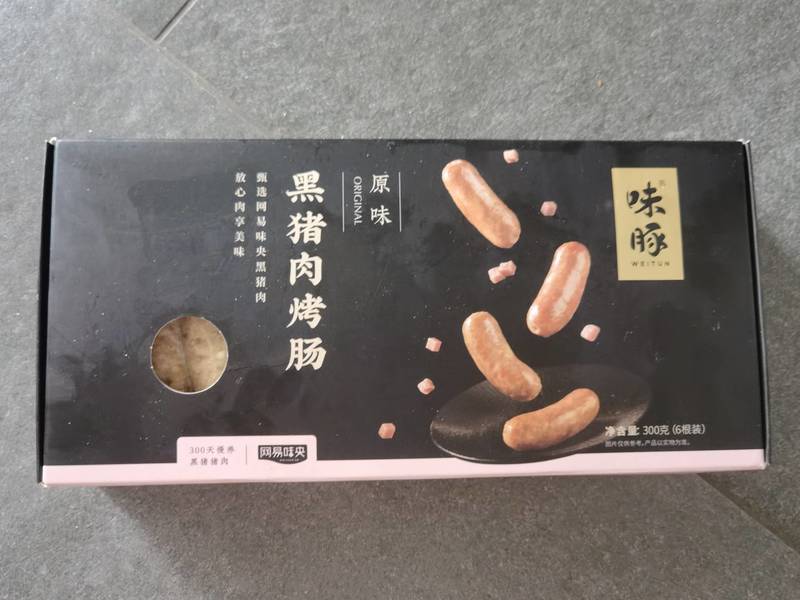 味豚
WEITUN
原味
ORIGINAL
黑猪肉烤肠
甄选网易味央黑猪肉
放心肉享美味
300天慢养
黑猪猪肉
网易味央
净含量: 300克 (6根装)
图片仅供参考,产品以实物为准。